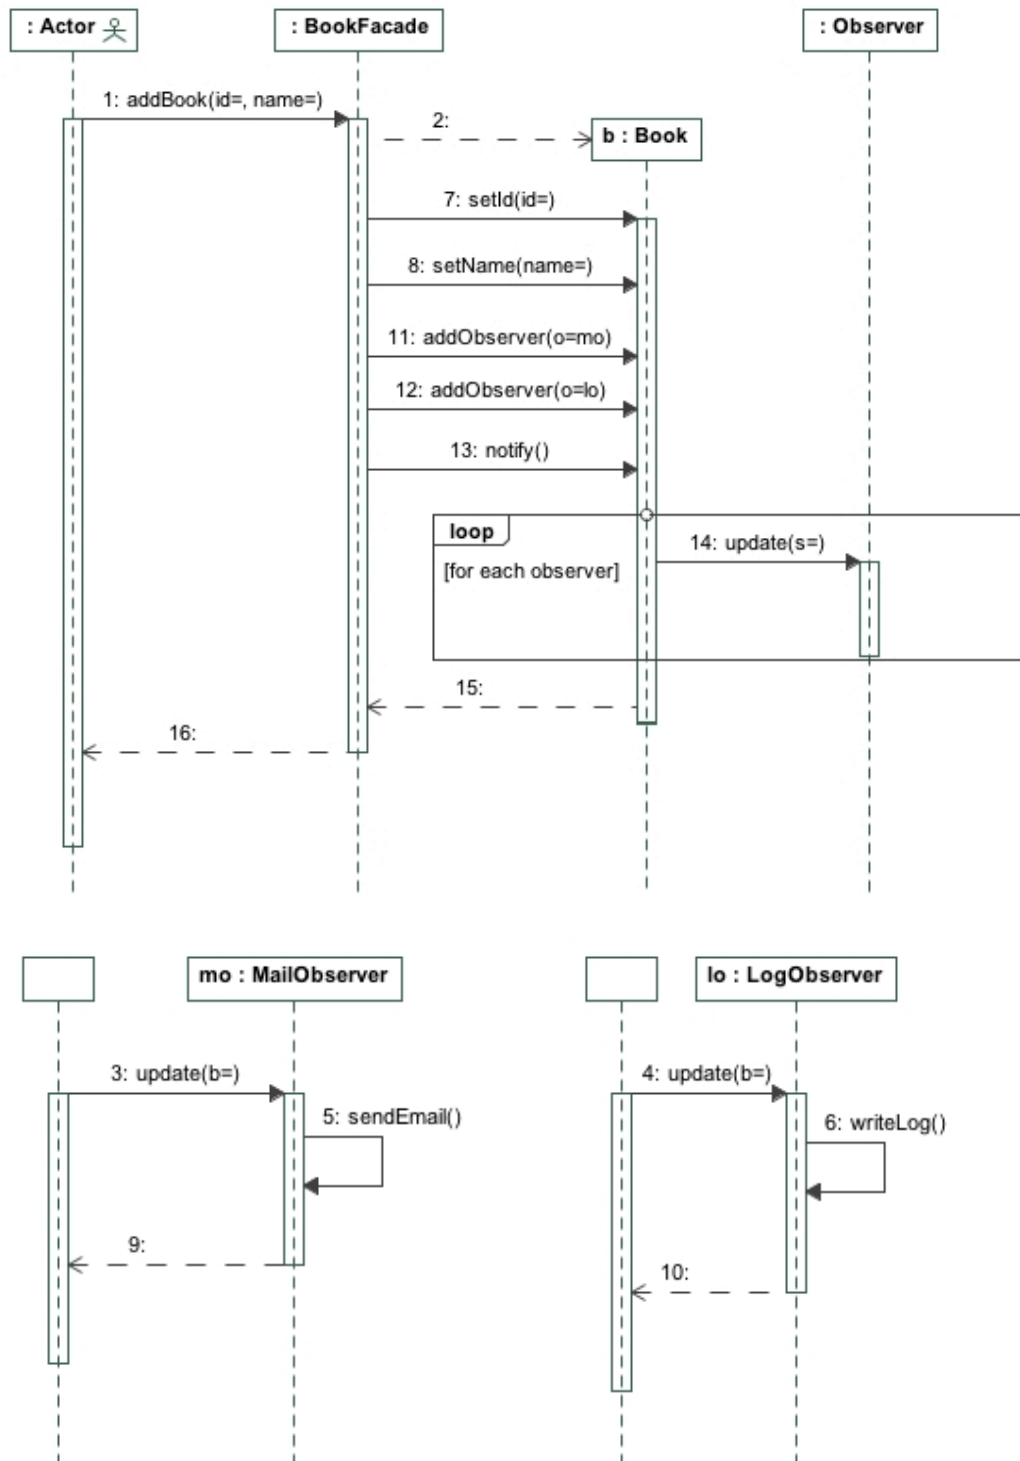 : Actor
: BookFacade
: Observer
1: addBook(id=, name=)
2:
b : Book
7: setId(id=)
8: setName(name=)
11: addObserver(o=mo)
12: addObserver(o=lo)
13: notify()
loop
14: update(s=)
[for each observer]
15:
16:
mo : MailObserver
lo : LogObserver
3: update(b=)
4: update(b=)
5: sendEmail()
6: writeLog()
9:
10: